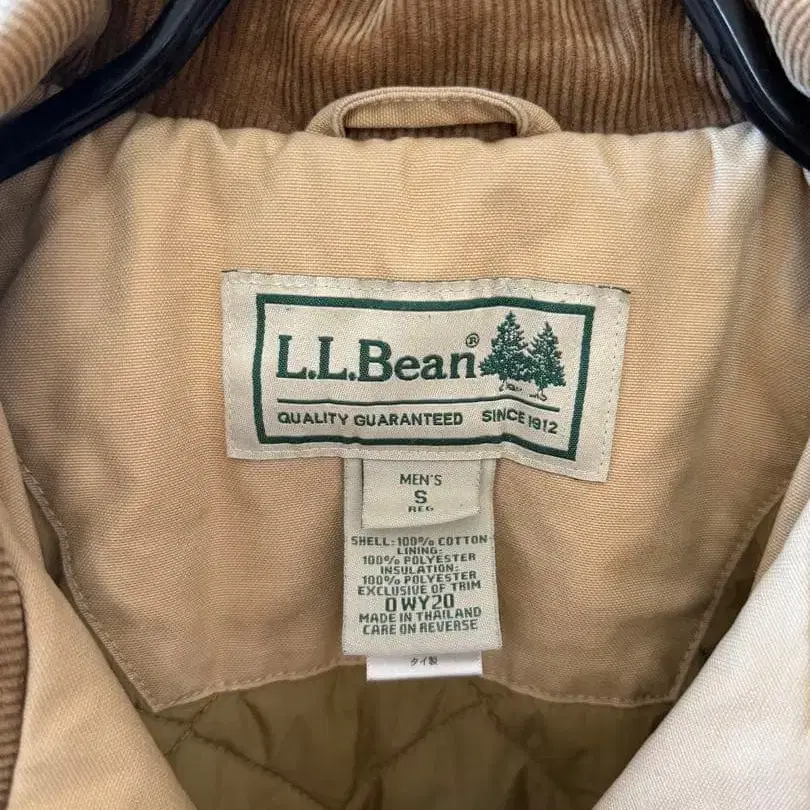 L.L.Bean®
QUALITY GUARANTEED SINCE 1912
MEN'S
S
REG
SHELL: 100% COTTON
LINING:
100% POLYESTER
INSULATION:
100% POLYESTER
EXCLUSIVE OF TRIM
0WY20
MADE IN THAILAND
CARE ON REVERSE
タイ製